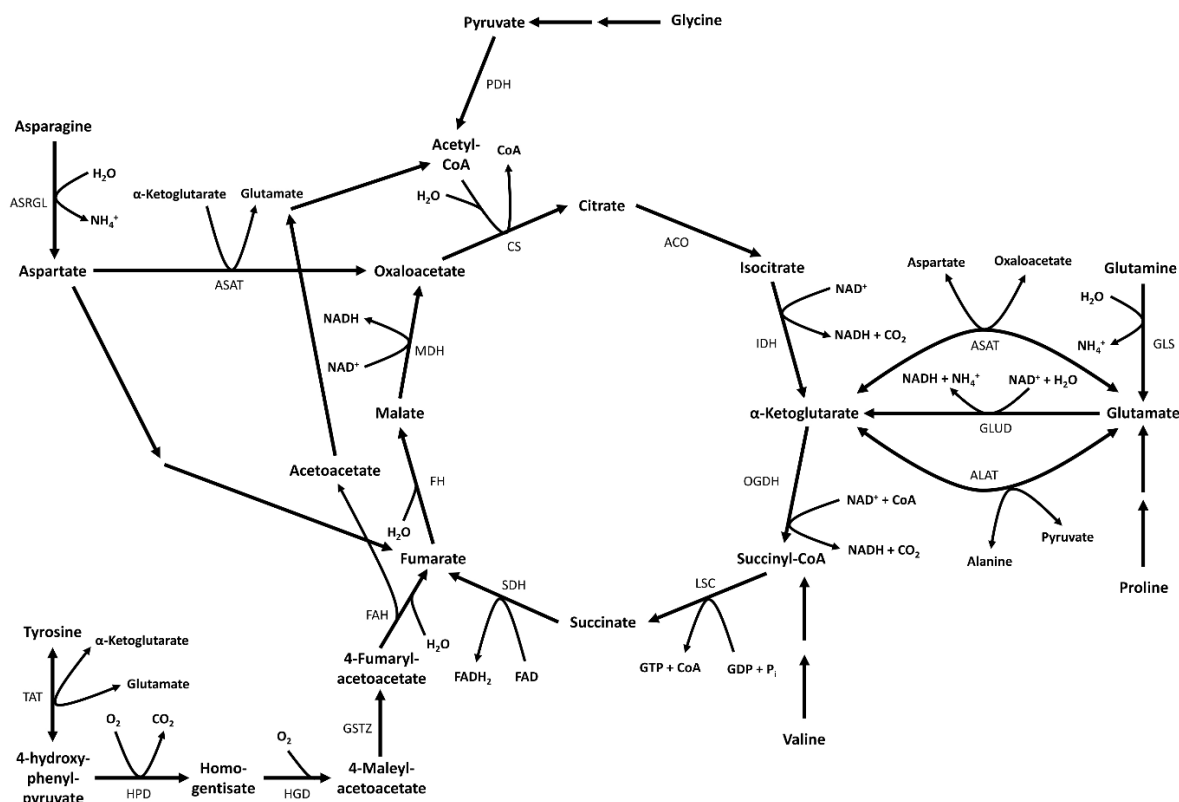 Pyruvate
Glycine
PDH
Asparagine
H₂O
ASRGL
NH₄⁺
Acetyl-
CoA
CoA
H₂O
α-Ketoglutarate
Glutamate
Citrate
CS
ACO
Aspartate
ASAT
Oxaloacetate
Isocitrate
NAD⁺
NADH + CO₂
IDH
Aspartate
Oxaloacetate
ASAT
Glutamine
H₂O
NH₄⁺
GLS
NADH
MDH
NAD⁺
Malate
α-Ketoglutarate
NADH + NH₄⁺
NAD⁺ + H₂O
GLUD
Glutamate
Acetoacetate
FH
H₂O
OGDH
NAD⁺ + CoA
NADH + CO₂
ALAT
Alanine
Pyruvate
Proline
Fumarate
SDH
Succinyl-CoA
LSC
Succinate
FAH
H₂O
FADH₂
FAD
GTP + CoA
GDP + Pᵢ
Valine
Tyrosine
α-Ketoglutarate
TAT
Glutamate
4-Fumaryl-
acetoacetate
GSTZ
O₂
CO₂
O₂
4-hydroxy-
phenyl-
pyruvate
HPD
Homo-
gentisate
HGD
4-Maleyl-
acetoacetate